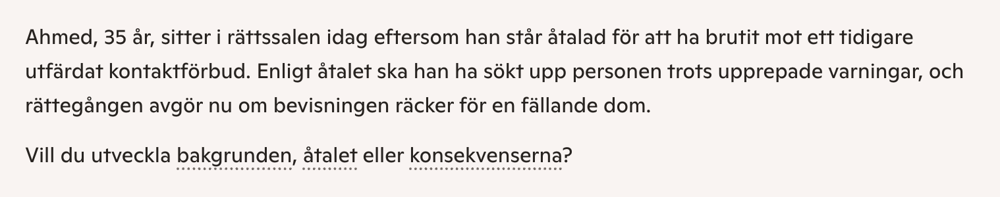 Ahmed, 35 år, sitter i rättssalen idag eftersom han står åtalad för att ha brutit mot ett tidigare
utfärdat kontaktförbud. Enligt åtalet ska han ha sökt upp personen trots upprepade varningar, och
rättegången avgör nu om bevisningen räcker för en fällande dom.
Vill du utveckla bakgrunden, åtalet eller konsekvenserna?